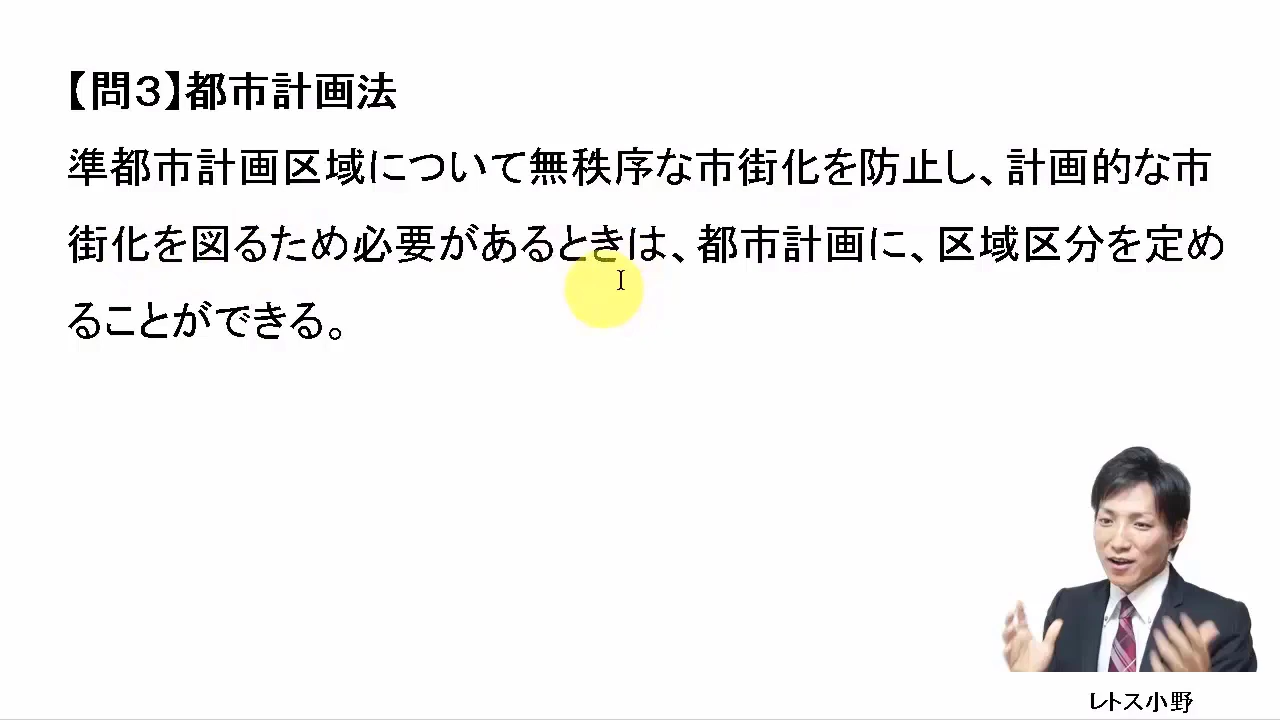 【問３】都市計画法
準都市計画区域について無秩序な市街化を防止し、計画的な市
街化を図るため必要があるときは、都市計画に、区域区分を定め
ることができる。
レトス小野